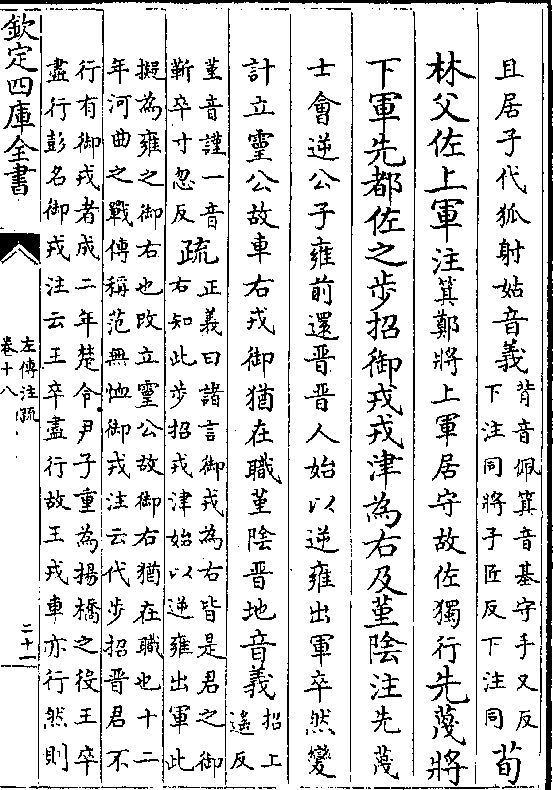 且居子代狐射姑音義背音佩箕音基守手又反
下注同將子匠反下注同荀
林父佐上軍注箕鄭將上軍居守故佐獨行先蔑將
下軍先都佐之步招御戎戎津為右及堇陰注先蔑
士會逆公子雍前還晉晉人始以逆雍出軍卒然變
計立靈公故車右戎御猶在職堇陰晉地音義招上
遙反
堇音謹一音
靳卒寸忽反疏正義曰諸言御戎為右皆是君之御
右知此步招戎津始以逆雍出軍此
擬為雍之御右也改立靈公故御右猶在職也十二
年河曲之戰傳稱范無恤御戎注云代步招晉君不
行有御戎者成二年楚令尹子重為揚橋之役王卒
盡行彭名御戎注云王卒盡行故王戎車亦行然則
欽定四庫全書
左傳注疏
卷十八
二十一